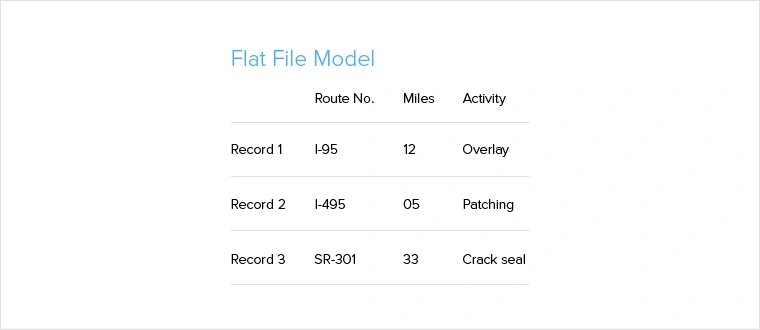 Flat File Model
Route No. Miles Activity
Record 1 I-95 12 Overlay
Record 2 I-495 05 Patching
Record 3 SR-301 33 Crack seal